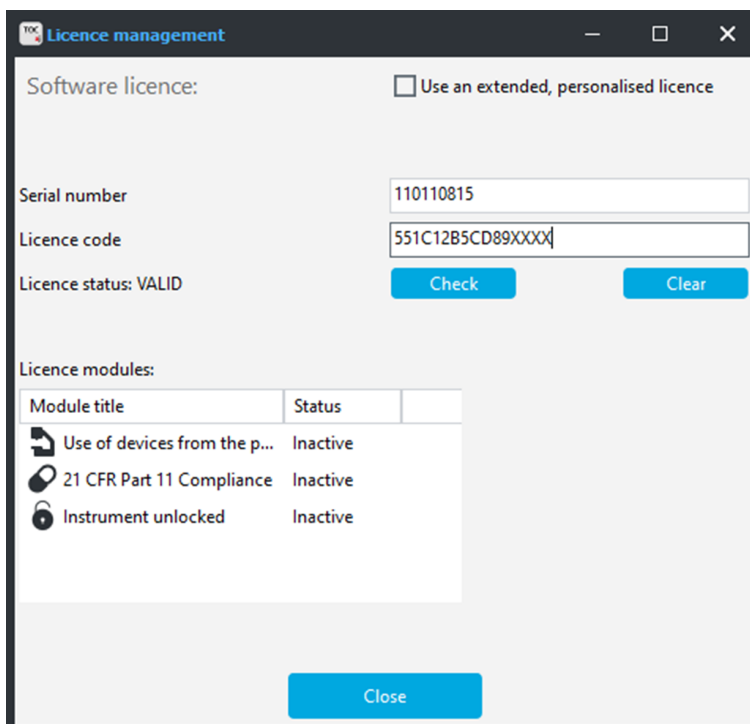 TOC
Licence management
Software licence:
Use an extended, personalised licence
Serial number
110110815
Licence code
551C12B5CD89XXXX
Licence status: VALID
Check
Clear
Licence modules:
Module title
Status
Use of devices from the p...
Inactive
21 CFR Part 11 Compliance
Inactive
Instrument unlocked
Inactive
Close